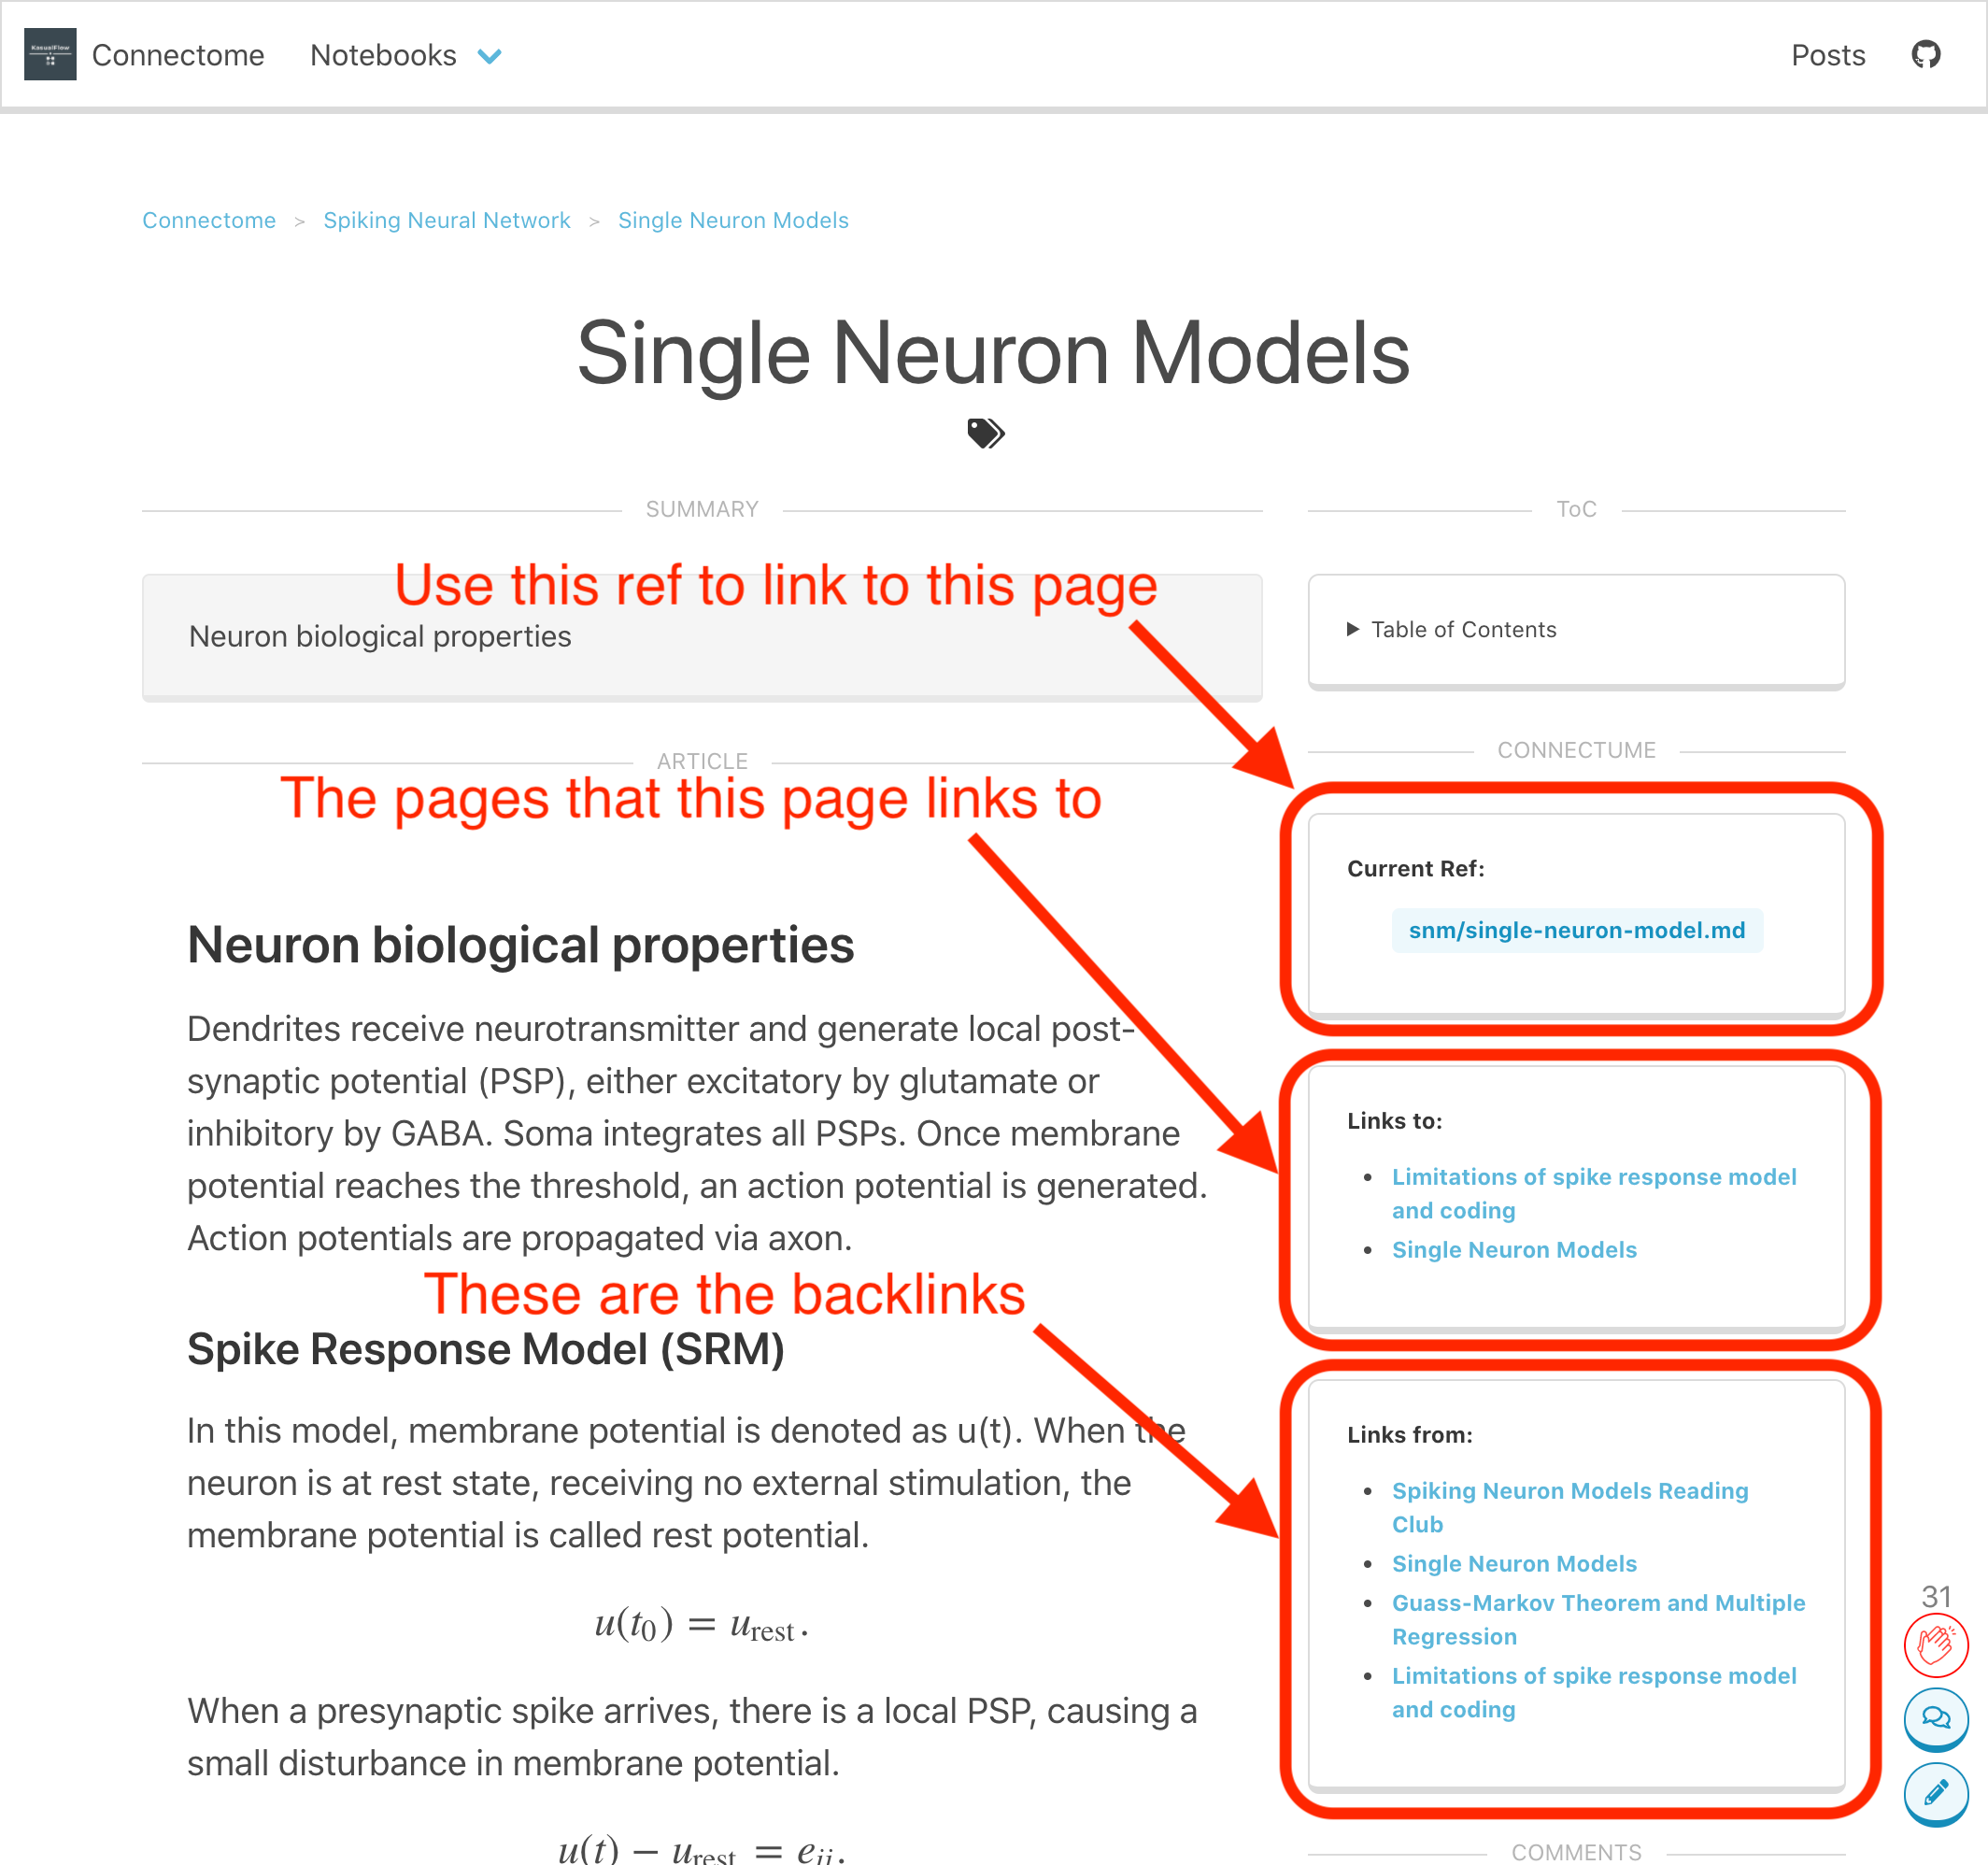 KausalFlow
Connectome
Notebooks
Posts
Connectome > Spiking Neural Network > Single Neuron Models
Single Neuron Models
SUMMARY
Use this ref to link to this page
Neuron biological properties
ARTICLE
The pages that this page links to
Neuron biological properties
Dendrites receive neurotransmitter and generate local post-
synaptic potential (PSP), either excitatory by glutamate or
inhibitory by GABA. Soma integrates all PSPs. Once membrane
potential reaches the threshold, an action potential is generated.
Action potentials are propagated via axon.
These are the backlinks
Spike Response Model (SRM)
In this model, membrane potential is denoted as u(t). When the
neuron is at rest state, receiving no external stimulation, the
membrane potential is called rest potential.
u(t₀) = u_rest.
When a presynaptic spike arrives, there is a local PSP, causing a
small disturbance in membrane potential.
u(t) − u_rest = e_ij.
ToC
▶ Table of Contents
CONNECTUME
Current Ref:
snm/single-neuron-model.md
Links to:
• Limitations of spike response model
and coding
• Single Neuron Models
Links from:
• Spiking Neuron Models Reading
Club
• Single Neuron Models
• Guass-Markov Theorem and Multiple
Regression
• Limitations of spike response model
and coding
COMMENTS
31